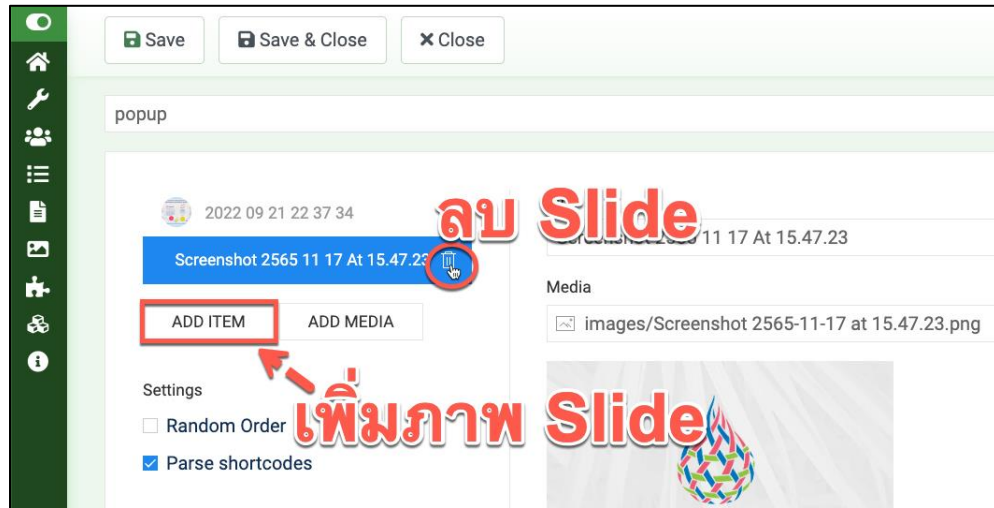 Save
Save & Close
Close
popup
2022 09 21 22 37 34
ลบ Slide
Screenshot 2565 11 17 At 15.47.23
Screenshot 2565 11 17 At 15.47.23
Media
ADD ITEM
ADD MEDIA
images/Screenshot 2565-11-17 at 15.47.23.png
Settings
Random Order
เพิ่มภาพ Slide
Parse shortcodes